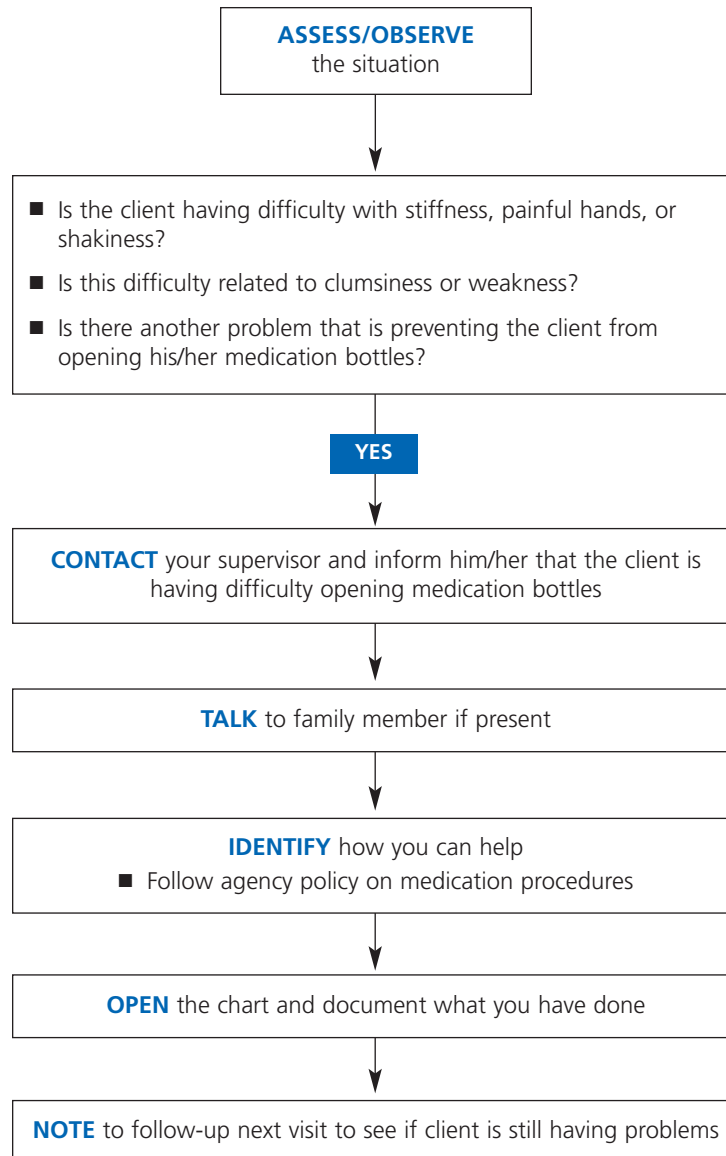 ASSESS/OBSERVE
the situation
■ Is the client having difficulty with stiffness, painful hands, or
shakiness?
■ Is this difficulty related to clumsiness or weakness?
■ Is there another problem that is preventing the client from
opening his/her medication bottles?
YES
CONTACT your supervisor and inform him/her that the client is
having difficulty opening medication bottles
TALK to family member if present
IDENTIFY how you can help
■ Follow agency policy on medication procedures
OPEN the chart and document what you have done
NOTE to follow-up next visit to see if client is still having problems